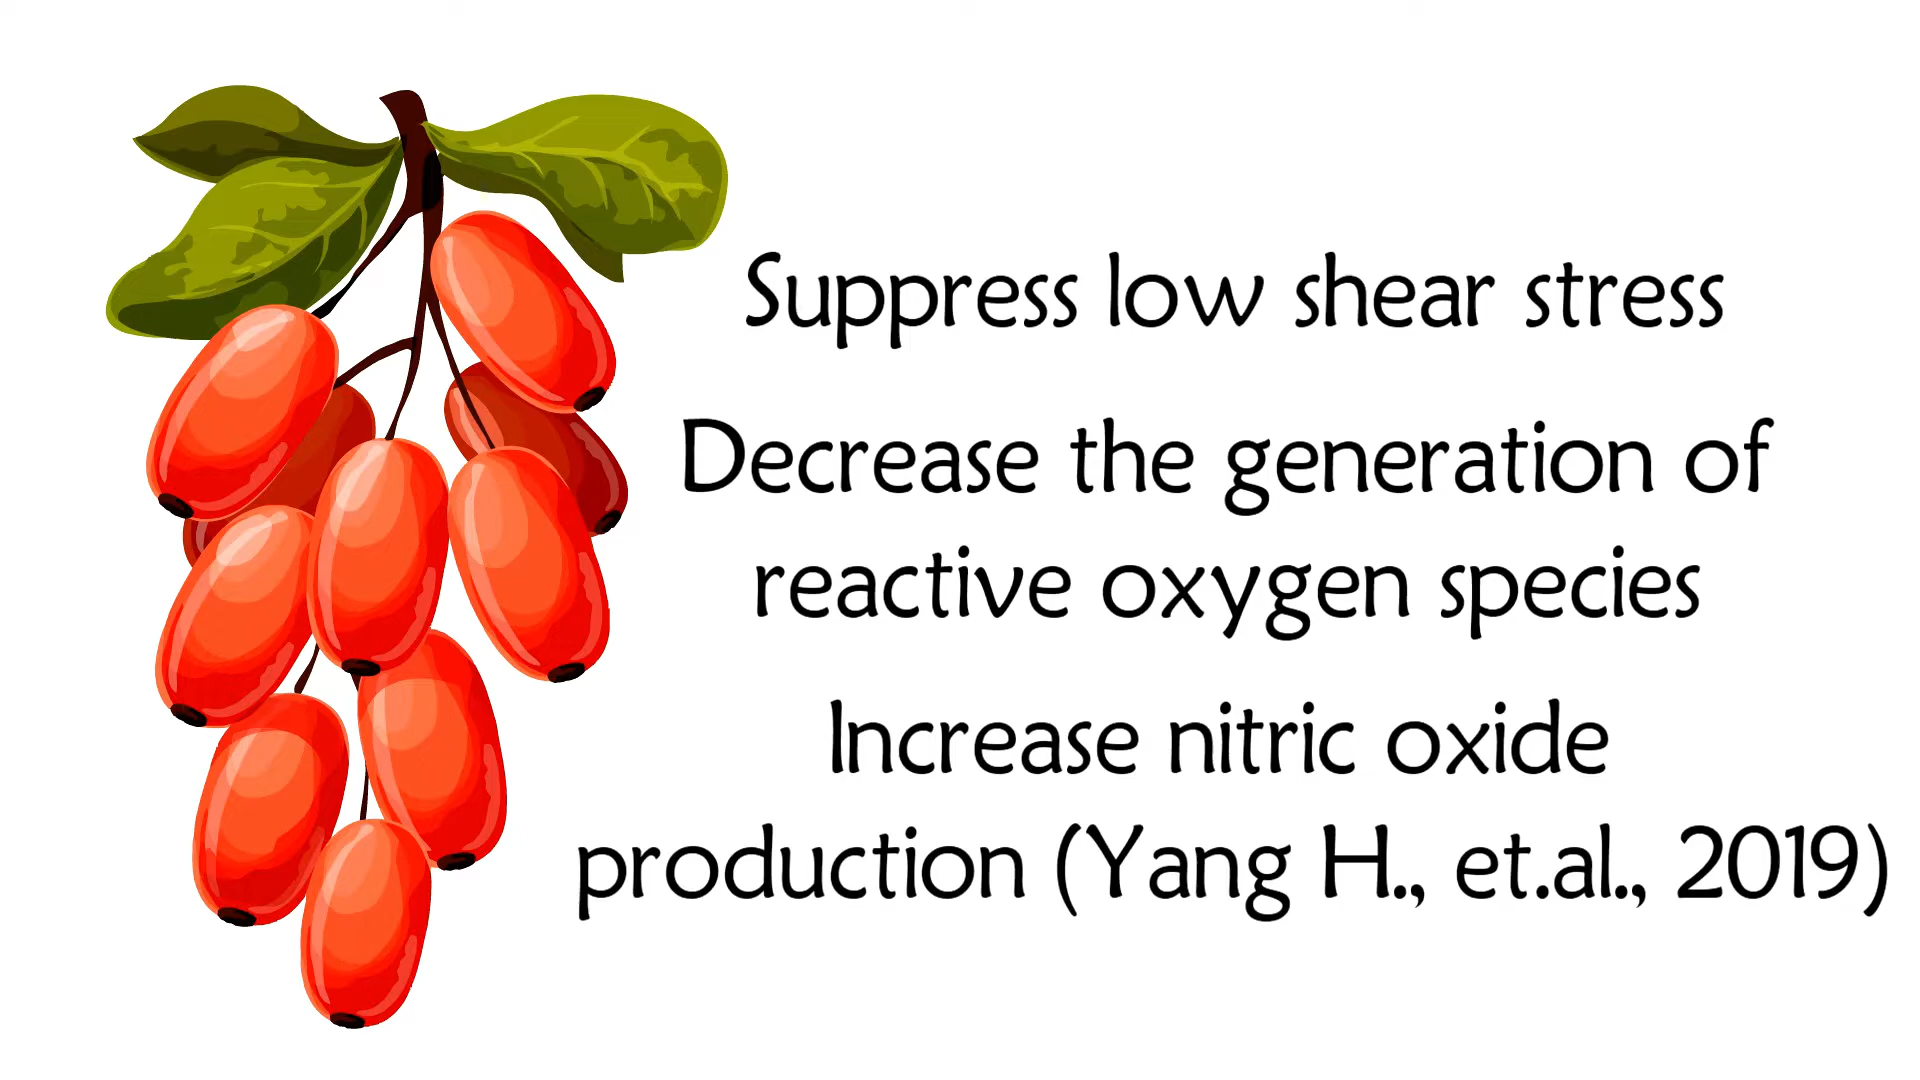 Suppress low shear stress
Decrease the generation of
reactive oxygen species
Increase nitric oxide
production (Yang H., et.al., 2019)